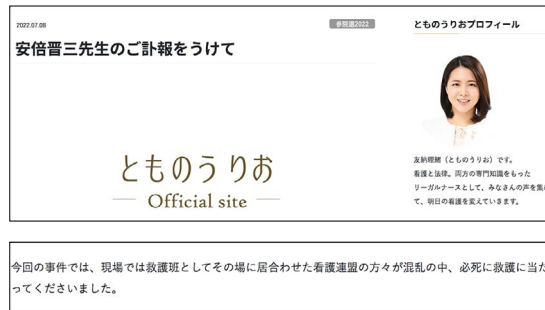 2022.07.08
参院選2022
安倍晋三先生のご訃報をうけて
とものうりお
Official site
とものうりおプロフィール
友納理緒（とものうりお）です。
看護と法律。両方の専門知識をもった
リーガルナースとして、みなさんの声を集め
て、明日の看護を変えていきます。
今回の事件では、現場では救護班としてその場に居合わせた看護連盟の方々が混乱の中、必死に救護に当た
ってくださいました。